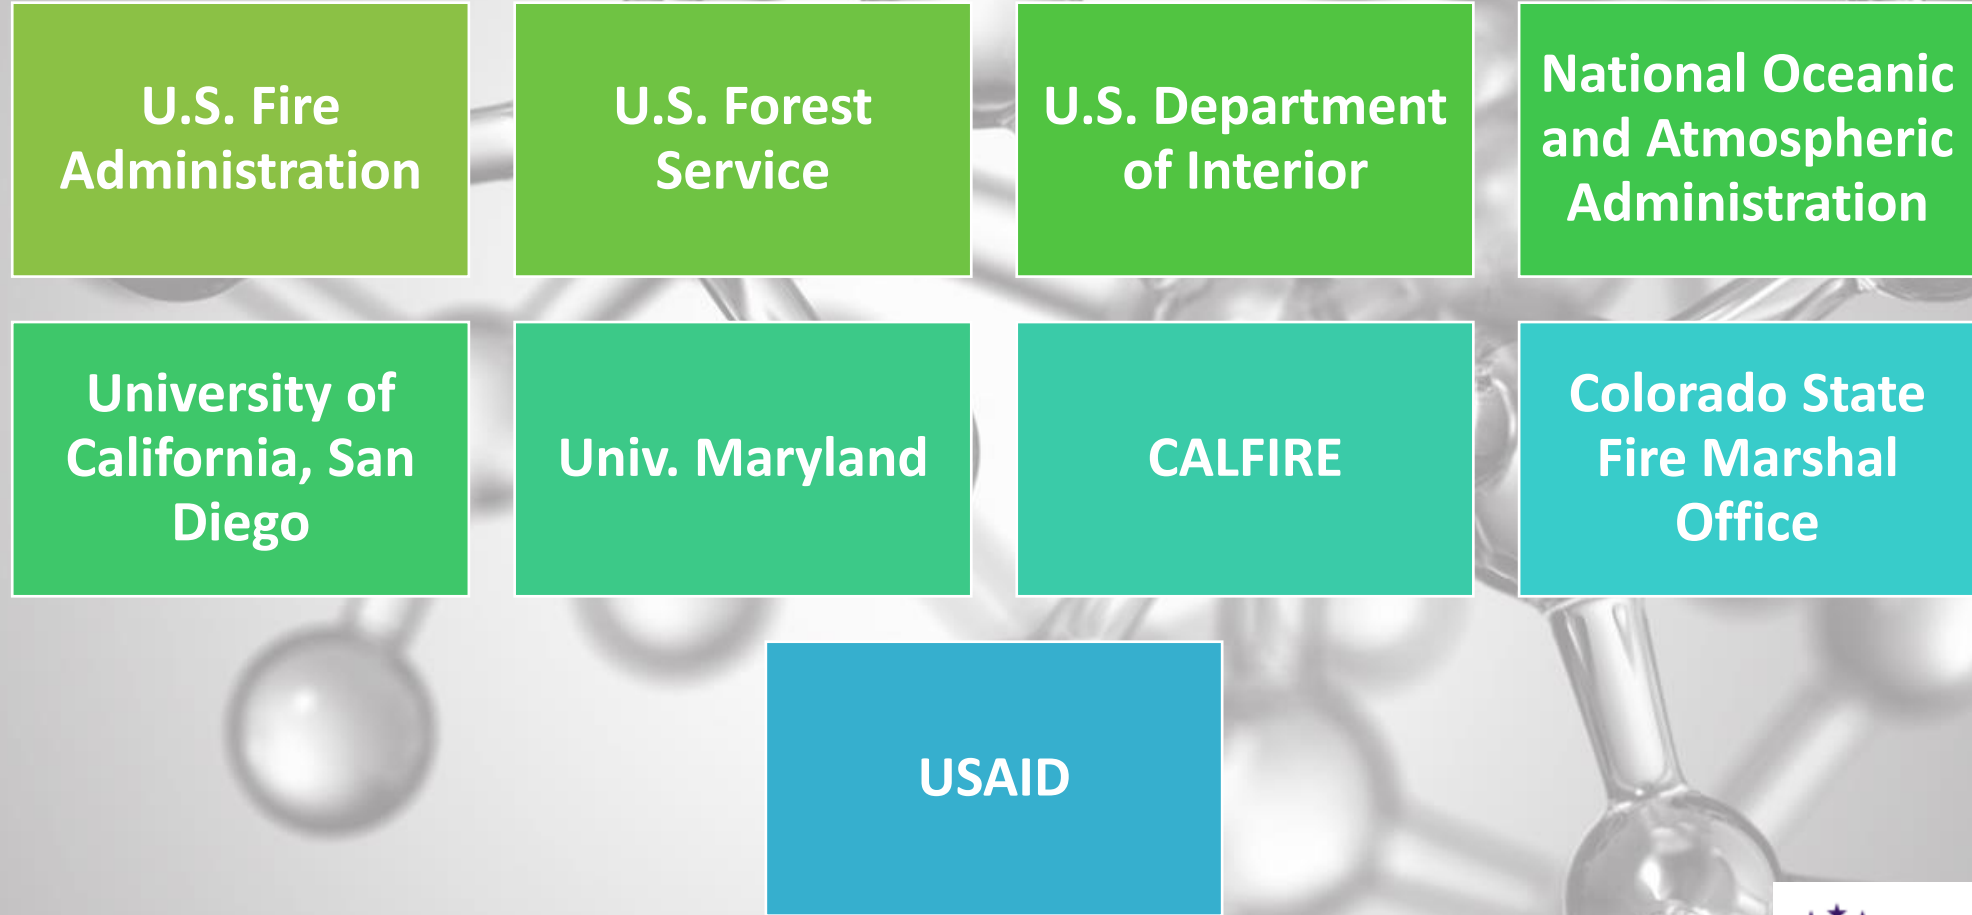 U.S. Fire
Administration
U.S. Forest
Service
U.S. Department
of Interior
National Oceanic
and Atmospheric
Administration
University of
California, San
Diego
Univ. Maryland
CALFIRE
Colorado State
Fire Marshal
Office
USAID